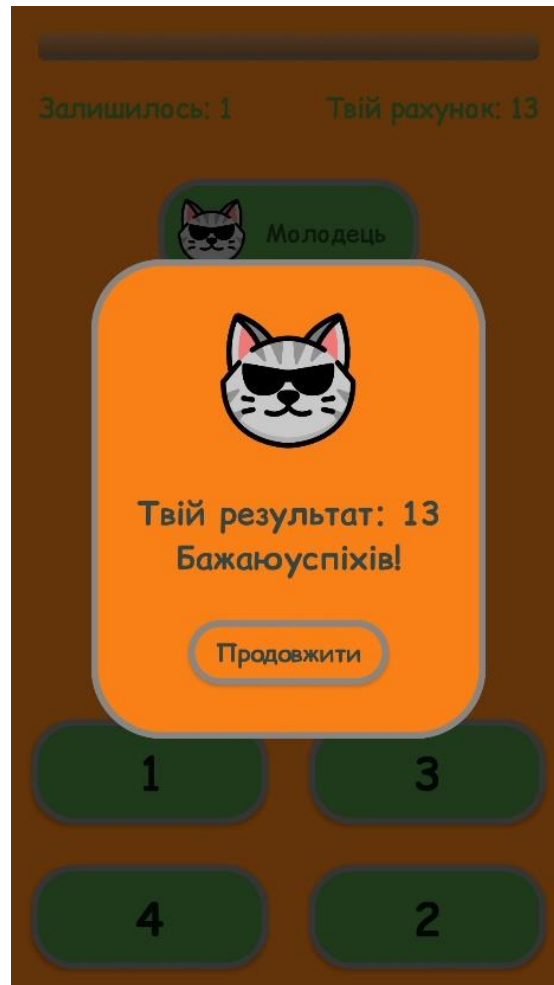 Залишилось: 1 Твій рахунок: 13
Молодець
Твій результат: 13
Бажаюуспіхів!
Продовжити
1 3
4 2